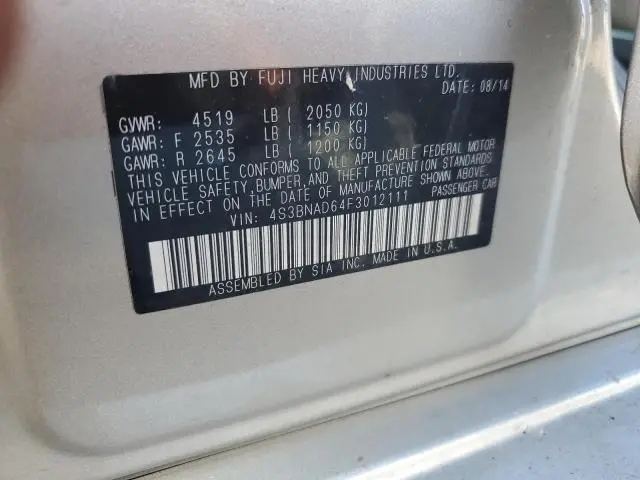 MFD BY FUJI HEAVY INDUSTRIES LTD.
DATE: 08/14
GVWR: 4519 LB ( 2050 KG)
GAWR: F 2535 LB ( 1150 KG)
GAWR: R 2645 LB ( 1200 KG)
THIS VEHICLE CONFORMS TO ALL APPLICABLE FEDERAL MOTOR
VEHICLE SAFETY, BUMPER, AND THEFT PREVENTION STANDARDS
IN EFFECT ON THE DATE OF MANUFACTURE SHOWN ABOVE.
PASSENGER CAR
VIN: 4S3BNAD64F3012111
ASSEMBLED BY SIA INC. MADE IN U.S.A.